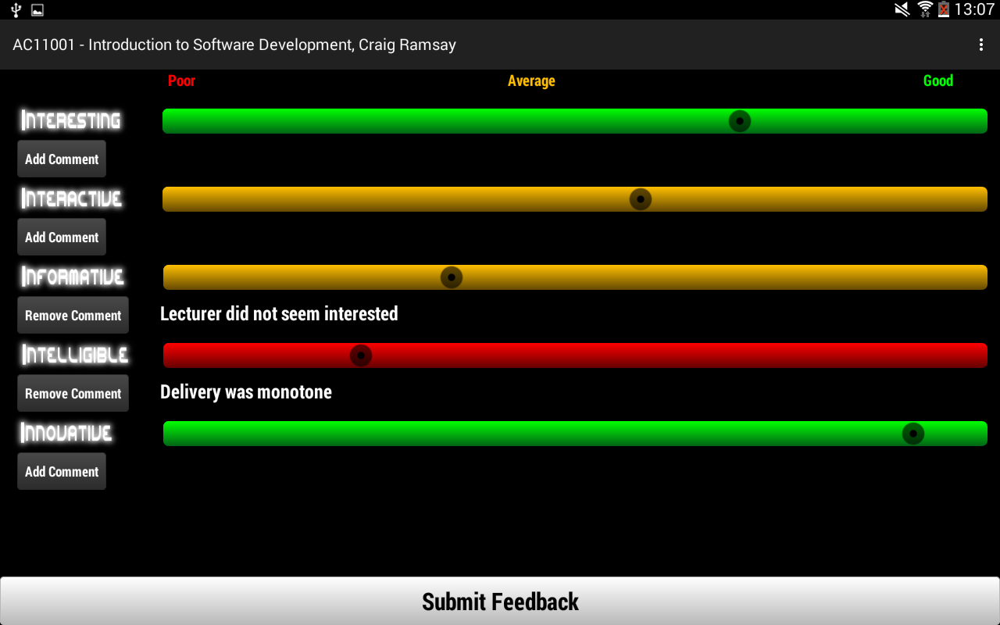 13:07
AC11001 - Introduction to Software Development, Craig Ramsay
Poor Average Good
Interesting
Add Comment
Interactive
Add Comment
Informative
Remove Comment Lecturer did not seem interested
Intelligible
Remove Comment Delivery was monotone
Innovative
Add Comment
Submit Feedback